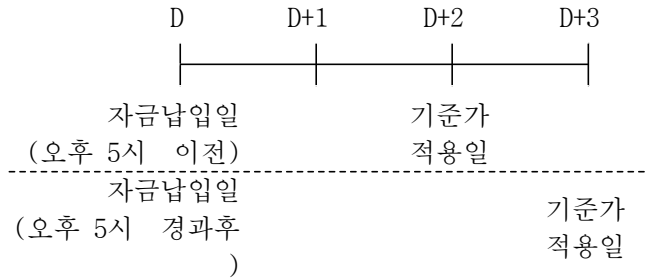 D D+1 D+2 D+3
자금납입일 기준가
(오후 5시 이전) 적용일
자금납입일
(오후 5시 경과후
)
기준가
적용일